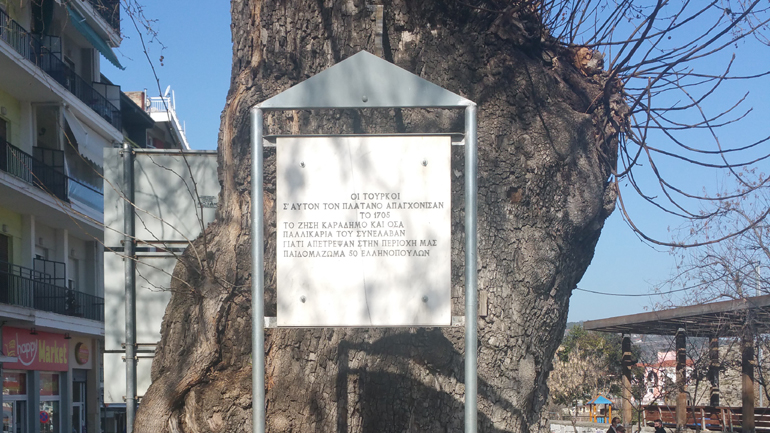 ΟΙ ΤΟΥΡΚΟΙ
Σ'ΑΥΤΟΝ ΤΟΝ ΠΛΑΤΑΝΟ ΑΠΑΓΧΟΝΙΣΑΝ
ΤΟ 1705
ΤΟ ΖΗΣΗ ΚΑΡΑΔΗΜΟ ΚΑΙ ΟΣΑ
ΠΑΛΛΙΚΑΡΙΑ ΤΟΥ ΣΥΝΕΛΑΒΑΝ
ΓΙΑΤΙ ΑΠΕΤΡΕΨΑΝ ΣΤΗΝ ΠΕΡΙΟΧΗ ΜΑΣ
ΠΑΙΔΟΜΑΖΩΜΑ 50 ΕΛΛΗΝΟΠΟΥΛΩΝ
happy
Market